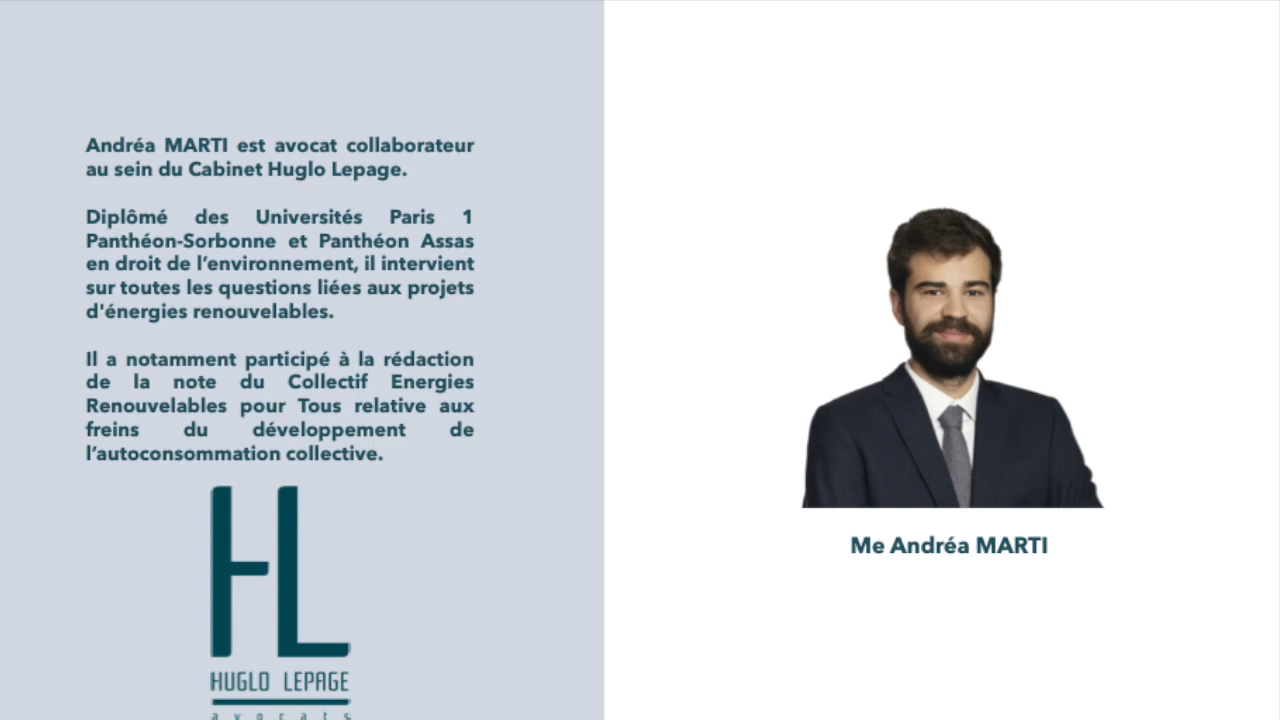 Andréa MARTI est avocat collaborateur
au sein du Cabinet Huglo Lepage.
Diplômé des Universités Paris 1
Panthéon-Sorbonne et Panthéon Assas
en droit de l’environnement, il intervient
sur toutes les questions liées aux projets
d'énergies renouvelables.
Il a notamment participé à la rédaction
de la note du Collectif Energies
Renouvelables pour Tous relative aux
freins du développement de
l’autoconsommation collective.
HL
HUGLO LEPAGE
avocats
Me Andréa MARTI